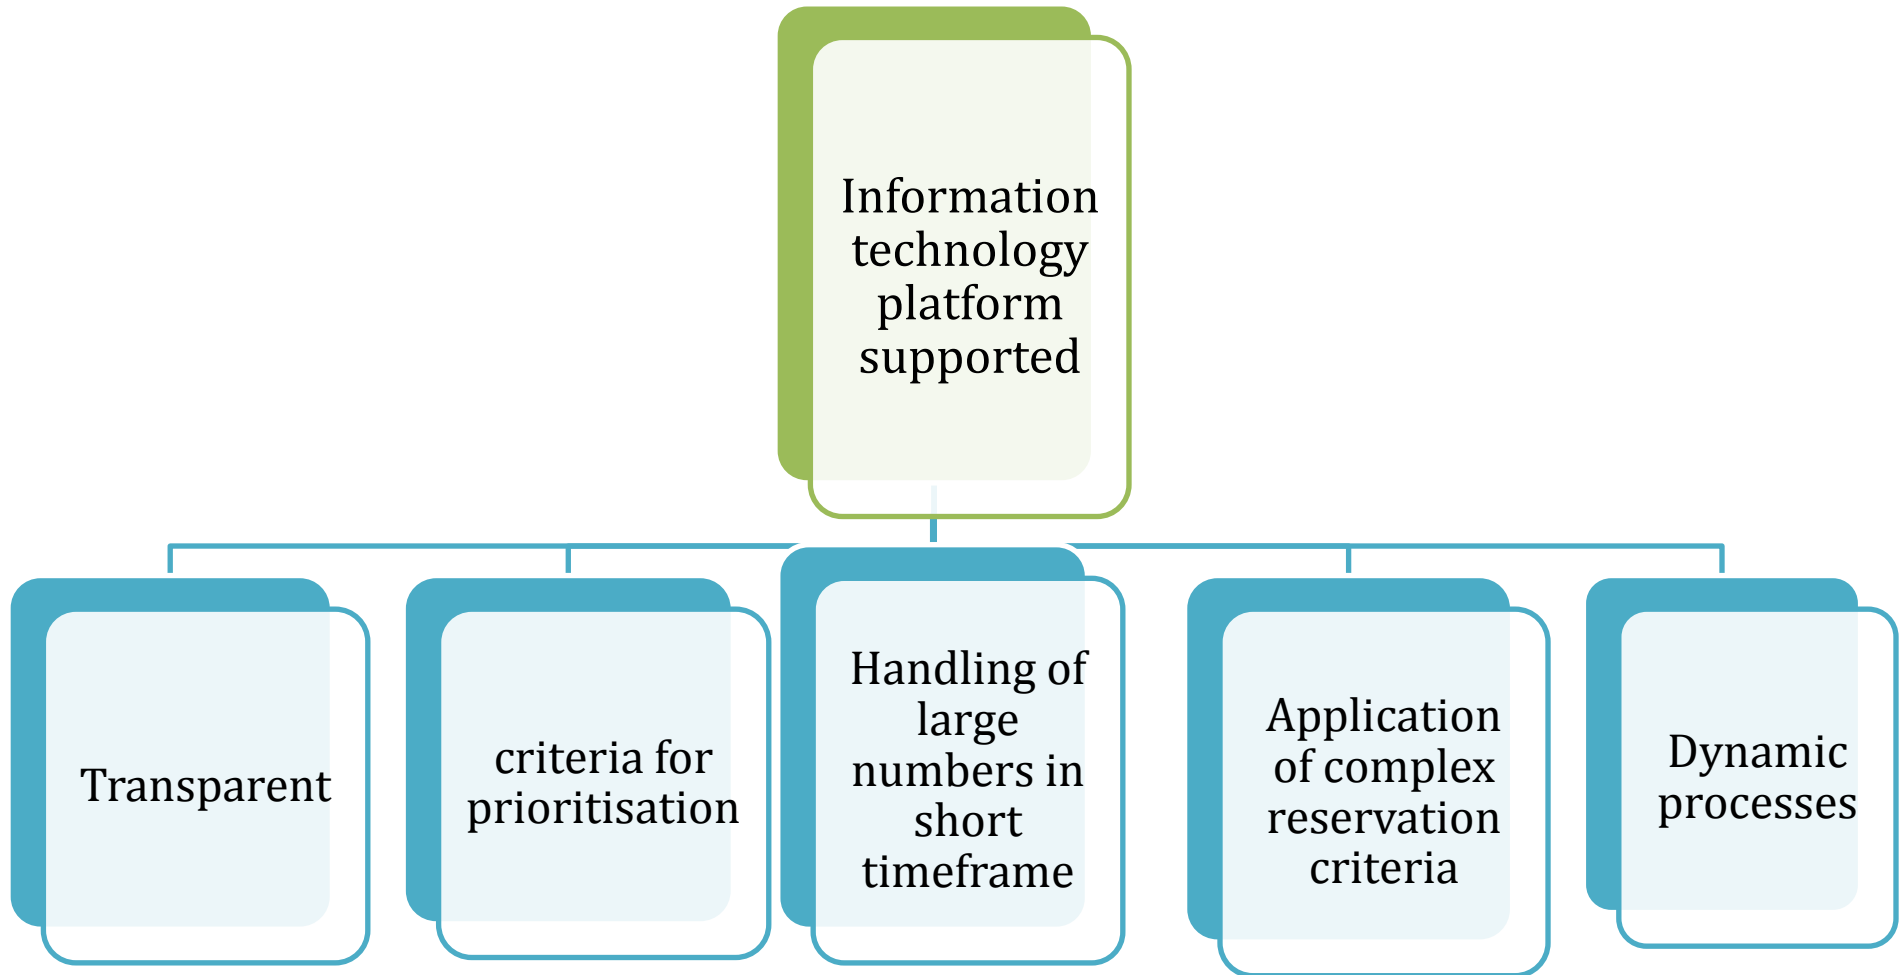 Information
technology
platform
supported
Transparent
criteria for
prioritisation
Handling of
large
numbers in
short
timeframe
Application
of complex
reservation
criteria
Dynamic
processes